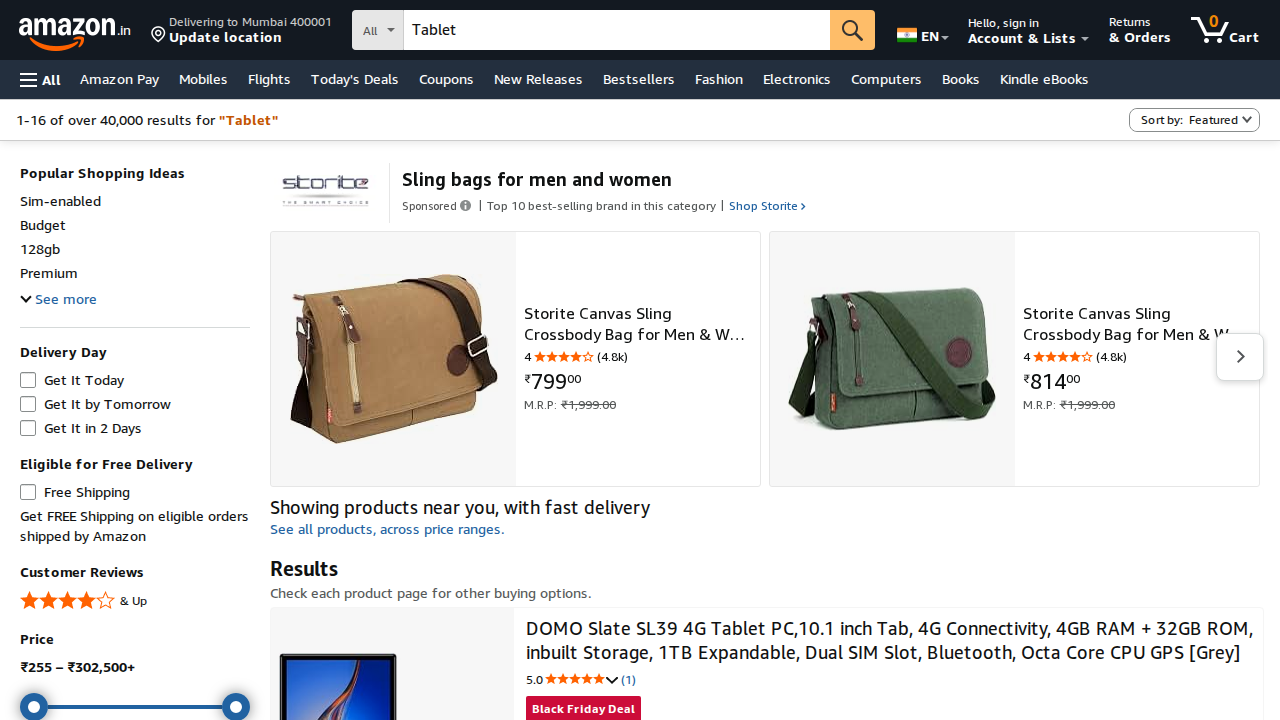 amazon.in
Delivering to Mumbai 400001
Update location
All
Tablet
EN
Hello, sign in
Account & Lists
Returns
& Orders
0
Cart
All
Amazon Pay
Mobiles
Flights
Today's Deals
Coupons
New Releases
Bestsellers
Fashion
Electronics
Computers
Books
Kindle eBooks
1-16 of over 40,000 results for "Tablet"
Sort by: Featured
Popular Shopping Ideas
Sim-enabled
Budget
128gb
Premium
See more
Delivery Day
Get It Today
Get It by Tomorrow
Get It in 2 Days
Eligible for Free Delivery
Free Shipping
Get FREE Shipping on eligible orders
shipped by Amazon
Customer Reviews
& Up
Price
₹255 – ₹302,500+
storite
THE SMART CHOICE
Sling bags for men and women
Sponsored | Top 10 best-selling brand in this category | Shop Storite
Storite Canvas Sling
Crossbody Bag for Men & W…
4 (4.8k)
₹79900
M.R.P: ₹1,999.00
Storite Canvas Sling
Crossbody Bag for Men & W
4 (4.8k)
₹81400
M.R.P: ₹1,999.00
Showing products near you, with fast delivery
See all products, across price ranges.
Results
Check each product page for other buying options.
DOMO Slate SL39 4G Tablet PC,10.1 inch Tab, 4G Connectivity, 4GB RAM + 32GB ROM,
inbuilt Storage, 1TB Expandable, Dual SIM Slot, Bluetooth, Octa Core CPU GPS [Grey]
5.0 (1)
Black Friday Deal